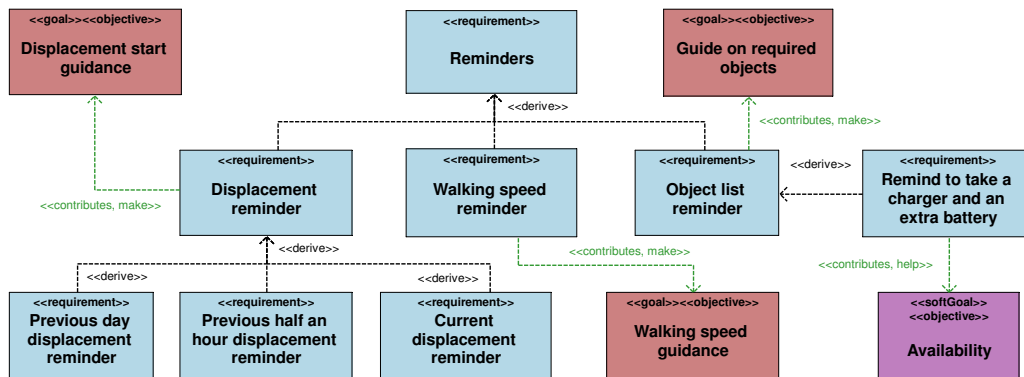 <<goal>><<objective>>
Displacement start
guidance
<<requirement>>
Reminders
<<goal>><<objective>>
Guide on required
objects
<<derive>>
<<contributes, make>>
<<requirement>>
Displacement
reminder
<<requirement>>
Walking speed
reminder
<<requirement>>
Object list
reminder
<<derive>>
<<requirement>>
Remind to take a
charger and an
extra battery
<<contributes, make>>
<<derive>>
<<contributes, make>>
<<derive>>
<<derive>>
<<contributes, help>>
<<requirement>>
Previous day
displacement
reminder
<<requirement>>
Previous half an
hour displacement
reminder
<<requirement>>
Current
displacement
reminder
<<goal>><<objective>>
Walking speed
guidance
<<softGoal>>
<<objective>>
Availability